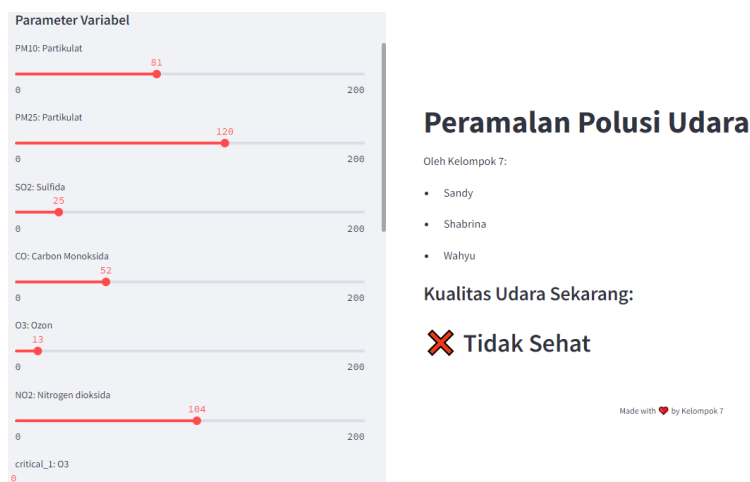 Parameter Variabel
PM10: Partikulat
81
0 200
PM25: Partikulat
120
0 200
SO2: Sulfida
25
0 200
CO: Carbon Monoksida
52
0 200
O3: Ozon
13
0 200
NO2: Nitrogen dioksida
104
0 200
critical_1: O3
0
Peramalan Polusi Udara
Oleh Kelompok 7:
• Sandy
• Shabrina
• Wahyu
Kualitas Udara Sekarang:
❌ Tidak Sehat
Made with ❤️ by Kelompok 7